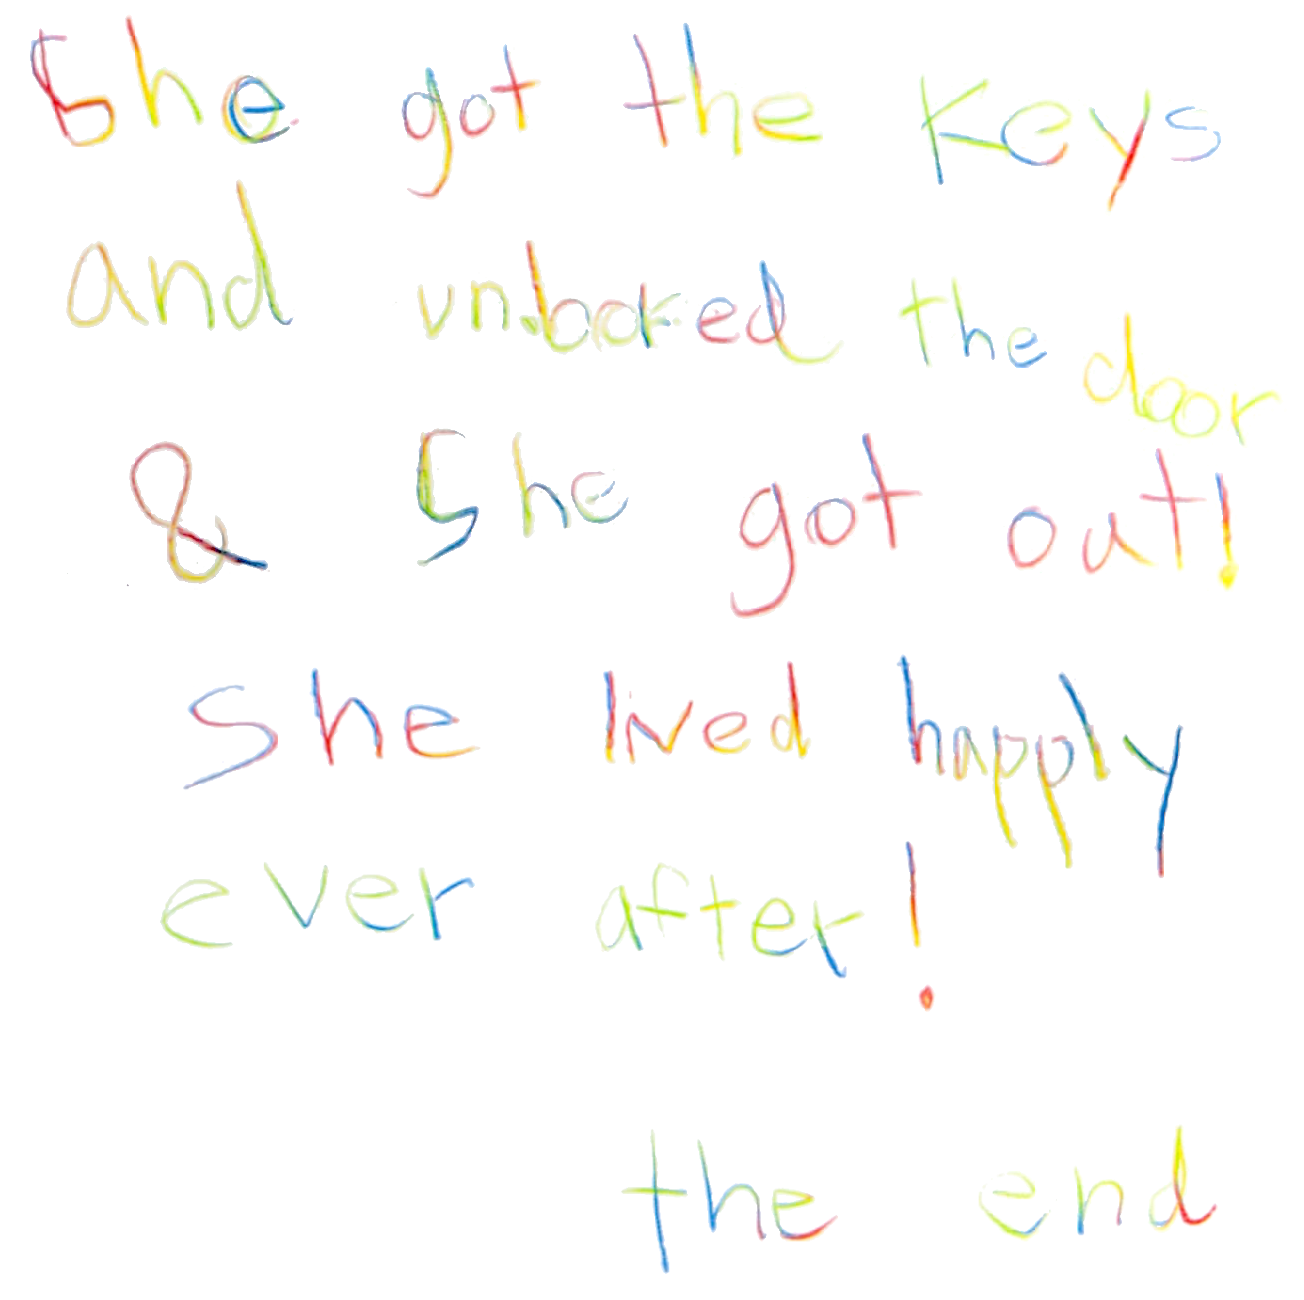 She got the keys
and unlocked the door
& She got out!
She lived happly
ever after!
the end